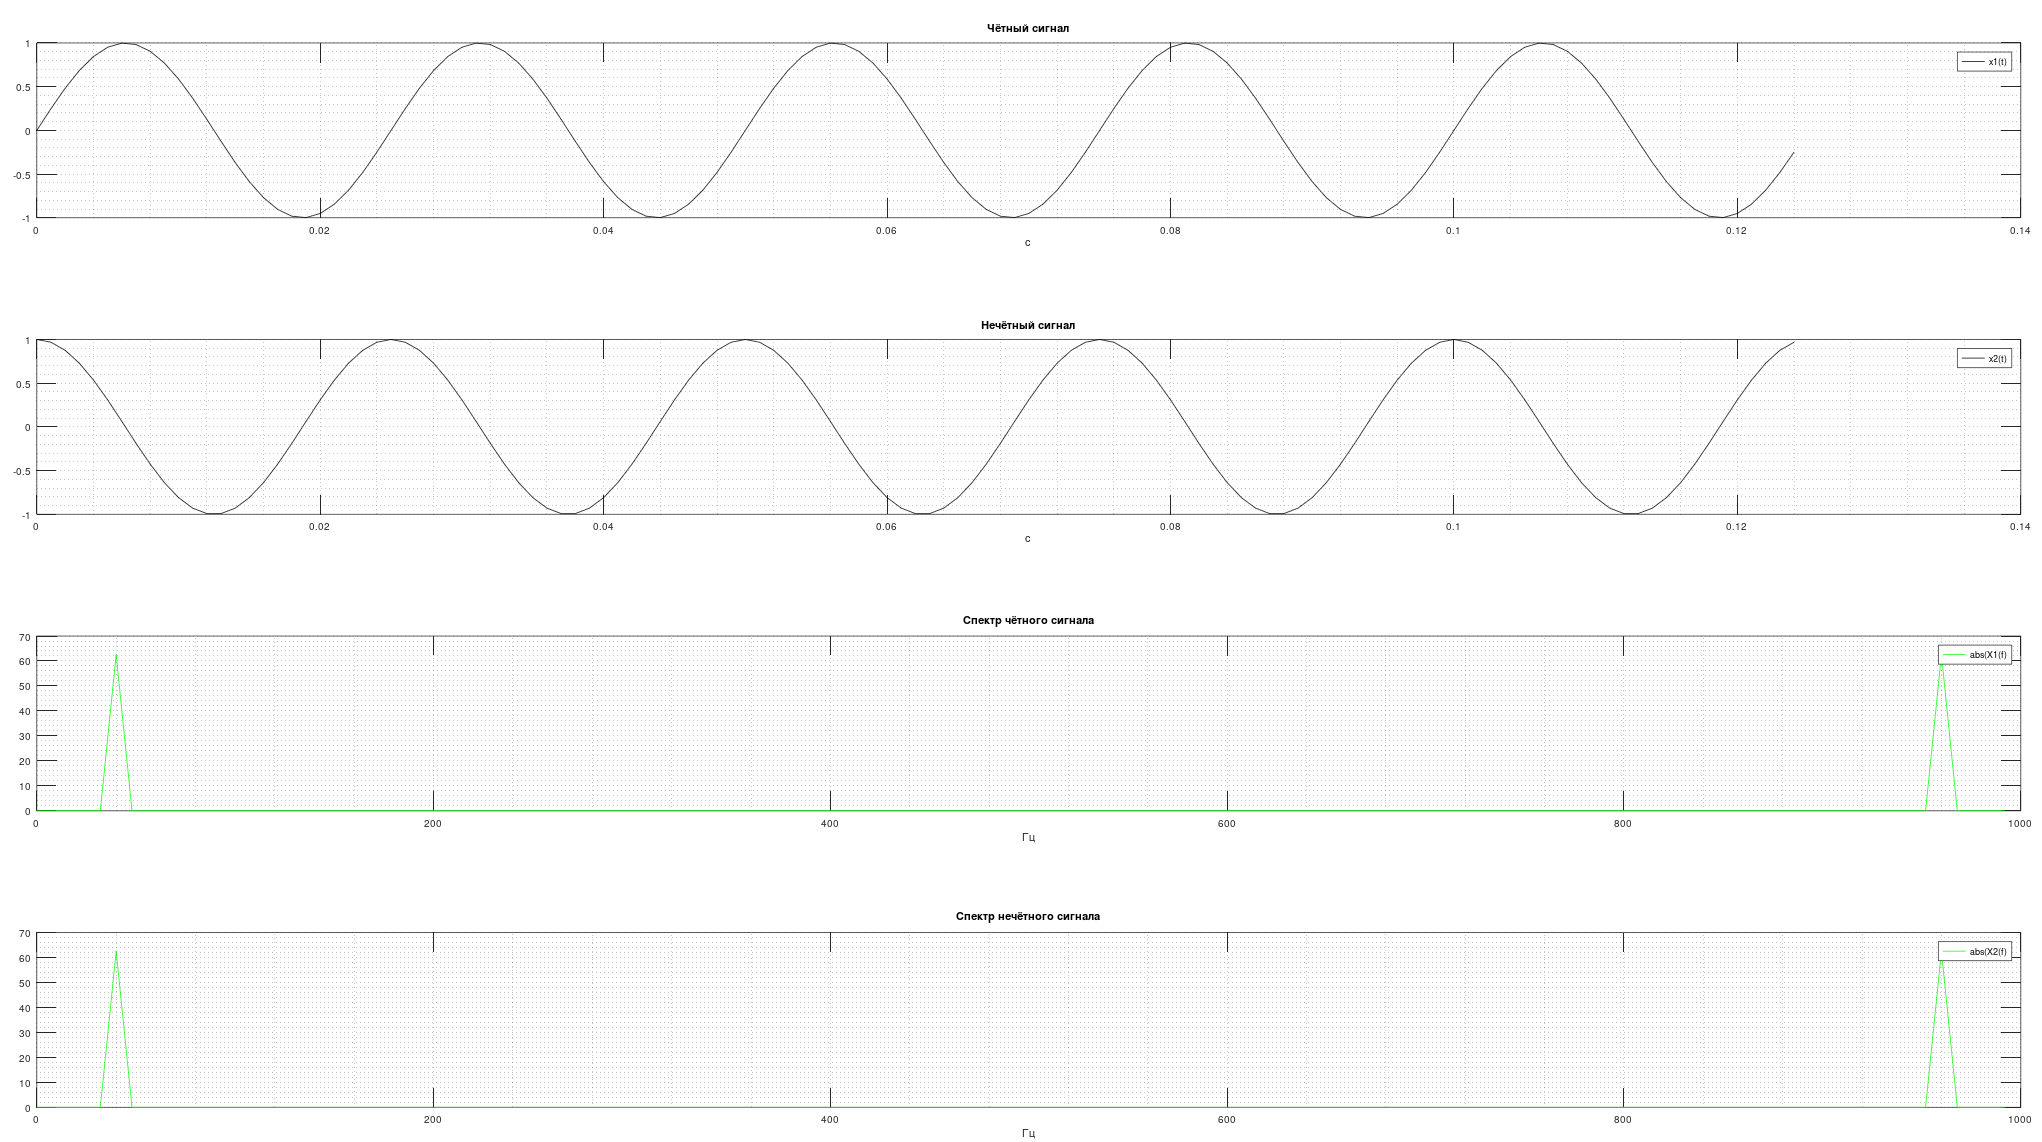 Чётный сигнал
1
0.5
0
-0.5
-1
x1(t)
0 0.02 0.04 0.06 0.08 0.1 0.12 0.14
с
Нечётный сигнал
1
0.5
0
-0.5
-1
x2(t)
0 0.02 0.04 0.06 0.08 0.1 0.12 0.14
с
Спектр чётного сигнала
70
60
50
40
30
20
10
0
abs(X1(f)
0 200 400 600 800 1000
Гц
Спектр нечётного сигнала
70
60
50
40
30
20
10
0
abs(X2(f)
0 200 400 600 800 1000
Гц